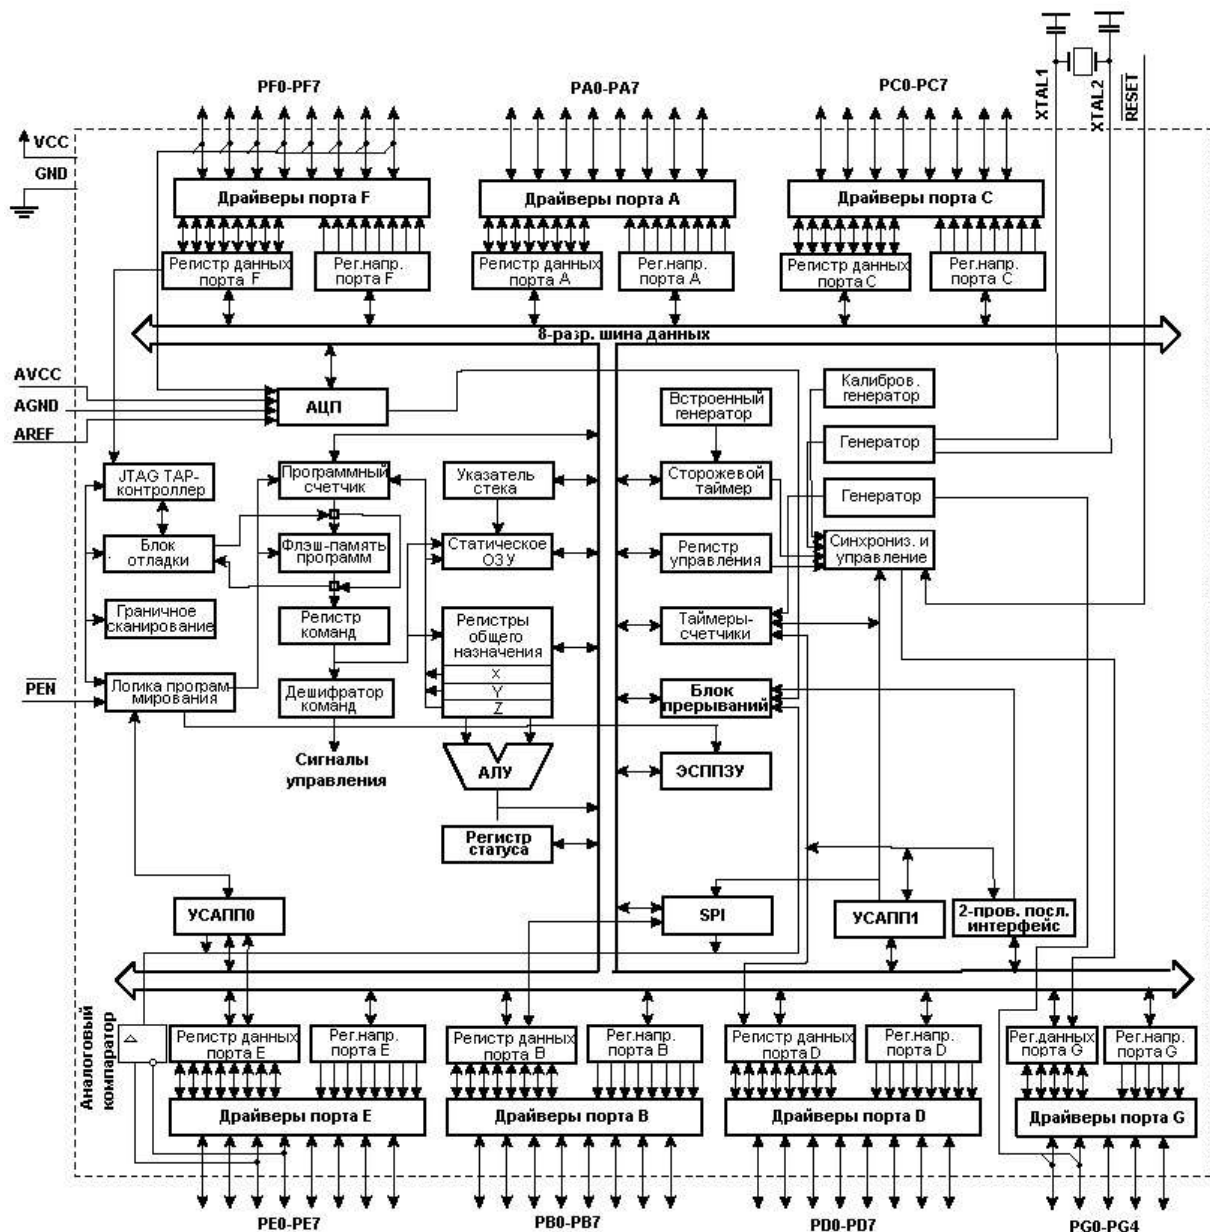 PF0-PF7
PA0-PA7
PC0-PC7
XTAL1
XTAL2
RESET
VCC
GND
Драйверы порта F
Драйверы порта A
Драйверы порта C
Регистр данных
порта F
Рег.напр.
порта F
Регистр данных
порта A
Рег.напр.
порта A
Регистр данных
порта C
Рег.напр.
порта C
8-разр. шина данных
AVCC
AGND
AREF
АЦП
Встроенный
генератор
Калибров.
генератор
Генератор
JTAG TAP-
контроллер
Программный
счетчик
Указатель
стека
Сторожевой
таймер
Генератор
Блок
отладки
Флэш-память
программ
Статическое
ОЗУ
Регистр
управления
Синхрониз. и
управление
Граничное
сканирование
Регистр
команд
Регистры
общего
назначения
X
Y
Z
Таймеры-
счетчики
PEN
Логика програм-
мирования
Дешифратор
команд
Блок
прерываний
Сигналы
управления
АЛУ
ЭСППЗУ
Регистр
статуса
УСАПП0
SPI
УСАПП1
2-пров. посл.
интерфейс
Аналоговый
компаратор
Регистр данных
порта E
Рег.напр.
порта E
Регистр данных
порта B
Рег.напр.
порта B
Регистр данных
порта D
Рег.напр.
порта D
Рег.данных
порта G
Рег.напр.
порта G
Драйверы порта E
Драйверы порта B
Драйверы порта D
Драйверы порта G
PE0-PE7
PB0-PB7
PD0-PD7
PG0-PG4